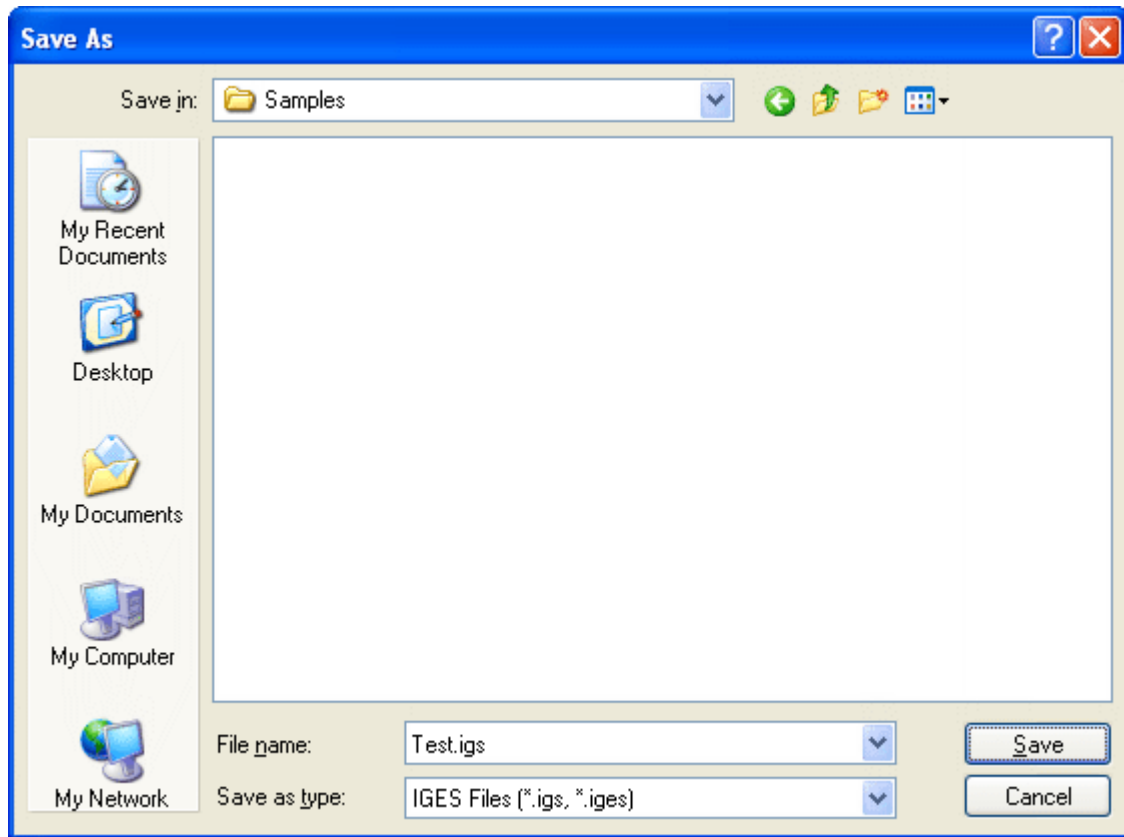 Save As
Save in:
Samples
My Recent
Documents
Desktop
My Documents
My Computer
My Network
File name:
Test.igs
Save
Save as type:
IGES Files (*.igs, *.iges)
Cancel